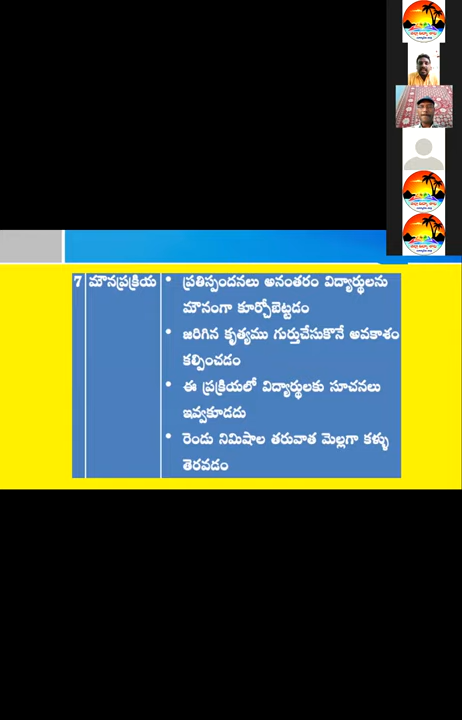 7 మౌనప్రక్రియ
• ప్రతిస్పందనలు అనంతరం విద్యార్థులను
మౌనంగా కూర్చోబెట్టడం
• జరిగిన కృత్యము గుర్తుచేసుకొనే అవకాశం
కల్పించడం
• ఈ ప్రక్రియలో విద్యార్థులకు సూచనలు
ఇవ్వకూడదు
• రెండు నిమిషాల తరువాత మెల్లగా కళ్ళు
తెరవడం